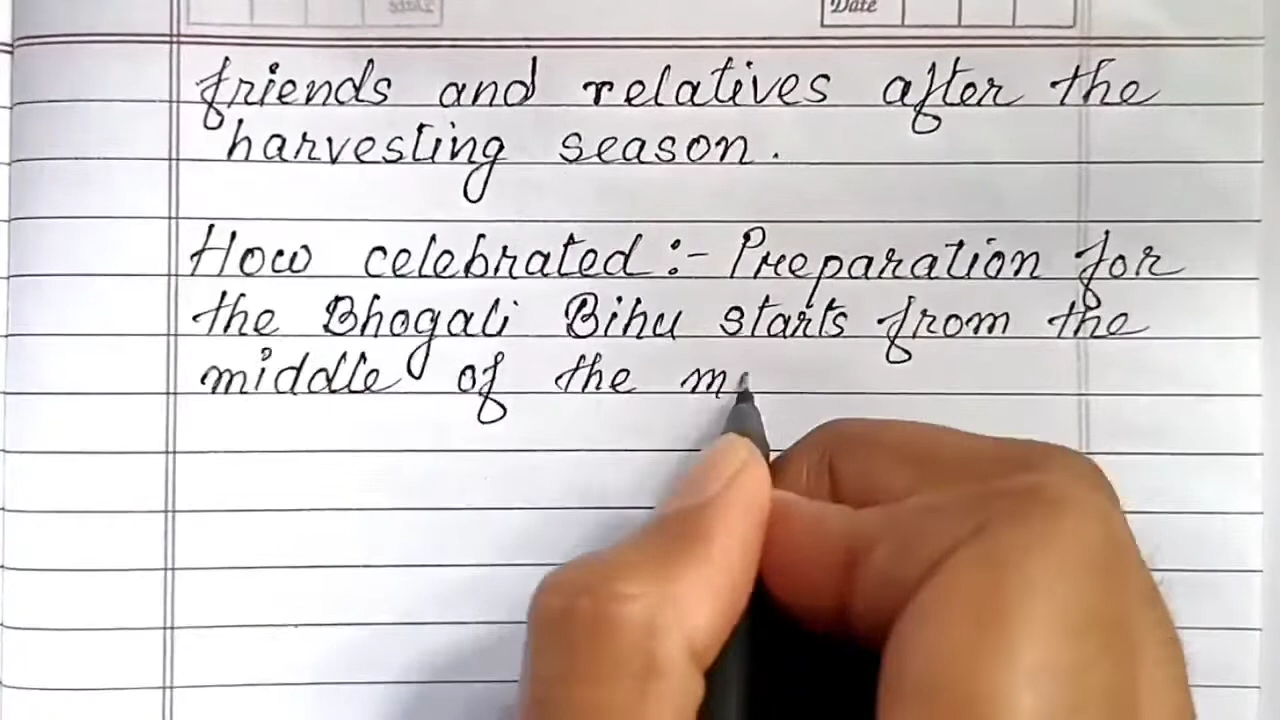 Date
friends and relatives after the
harvesting season.
How celebrated :- Preparation for
the Bhogali Bihu starts from the
middle of the m